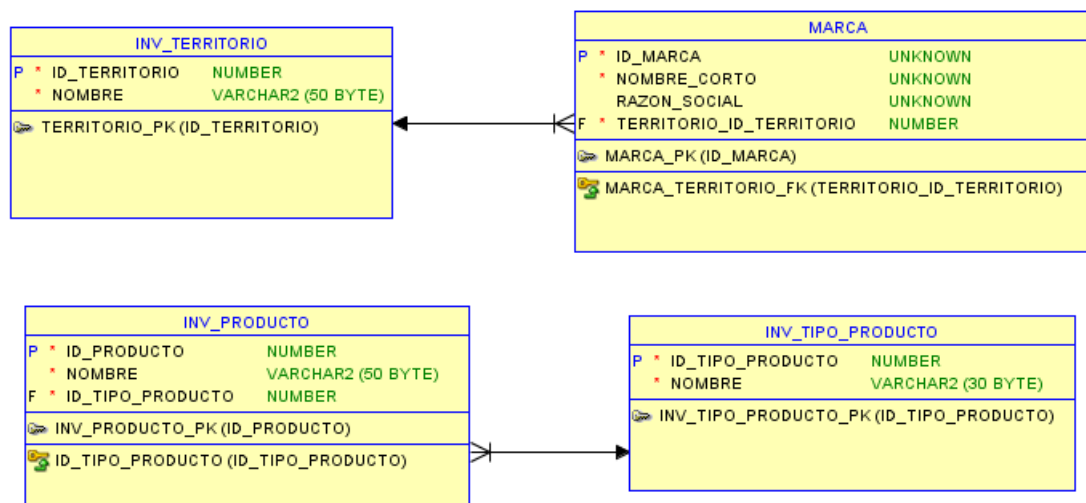 INV_TERRITORIO
P * ID_TERRITORIO NUMBER
* NOMBRE VARCHAR2 (50 BYTE)
TERRITORIO_PK (ID_TERRITORIO)
MARCA
P * ID_MARCA UNKNOWN
* NOMBRE_CORTO UNKNOWN
RAZON_SOCIAL UNKNOWN
F * TERRITORIO_ID_TERRITORIO NUMBER
MARCA_PK (ID_MARCA)
MARCA_TERRITORIO_FK (TERRITORIO_ID_TERRITORIO)
INV_PRODUCTO
P * ID_PRODUCTO NUMBER
* NOMBRE VARCHAR2 (50 BYTE)
F * ID_TIPO_PRODUCTO NUMBER
INV_PRODUCTO_PK (ID_PRODUCTO)
ID_TIPO_PRODUCTO (ID_TIPO_PRODUCTO)
INV_TIPO_PRODUCTO
P * ID_TIPO_PRODUCTO NUMBER
* NOMBRE VARCHAR2 (30 BYTE)
INV_TIPO_PRODUCTO_PK (ID_TIPO_PRODUCTO)